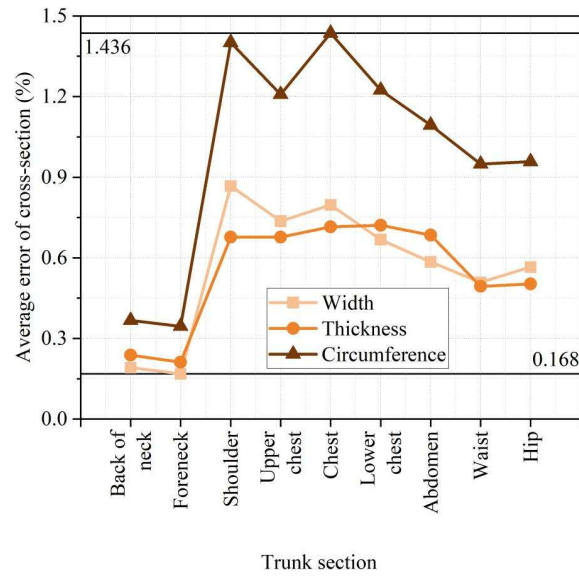 1.5
1.436
1.2
0.9
0.6
0.3
0.168
0.0
Average error of cross-section (%)
Width
Thickness
Circumference
Back of
neck
Foreneck
Shoulder
Upper
chest
Chest
Lower
chest
Abdomen
Waist
Hip
Trunk section